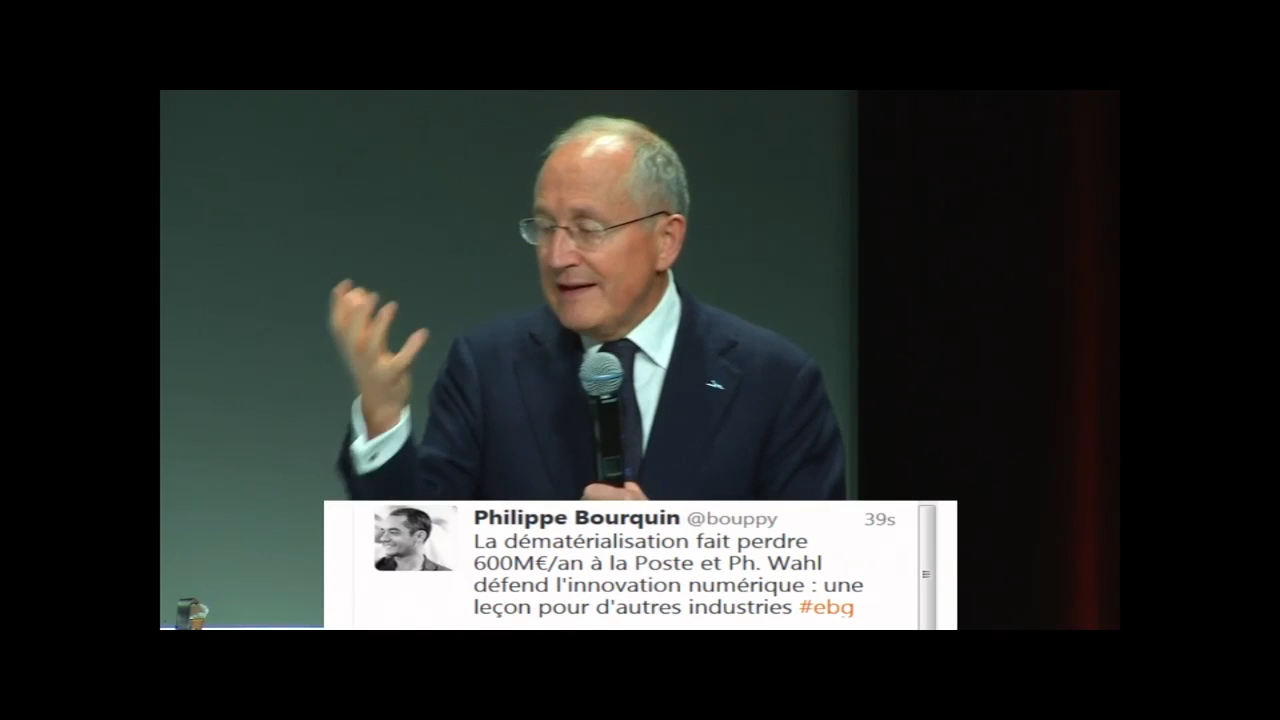 Philippe Bourquin @bouppy 39s
La dématérialisation fait perdre
600M€/an à la Poste et Ph. Wahl
défend l'innovation numérique : une
leçon pour d'autres industries #ebg